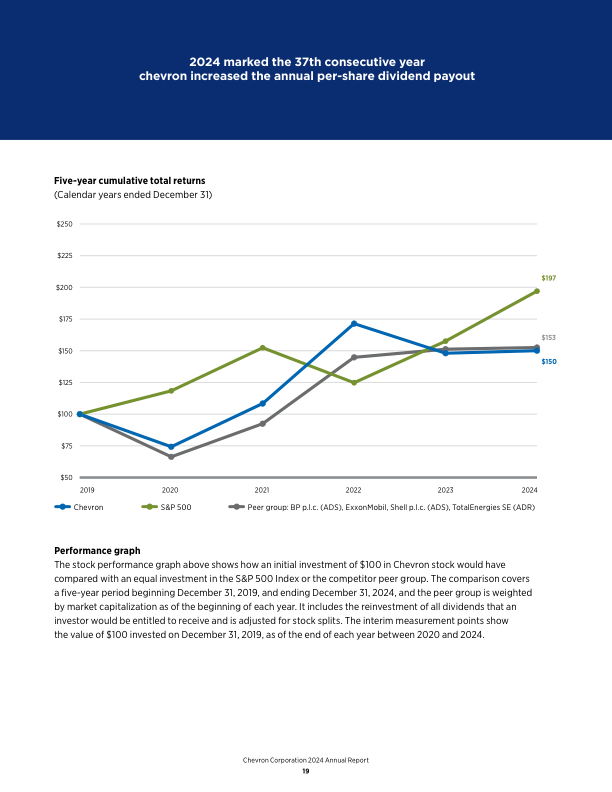 2024 marked the 37th consecutive year
chevron increased the annual per-share dividend payout
Five-year cumulative total returns
(Calendar years ended December 31)
$250
$225
$200
$175
$150
$125
$100
$75
$50
$197
$153
$150
2019
2020
2021
2022
2023
2024
Chevron
S&P 500
Peer group: BP p.l.c. (ADS), ExxonMobil, Shell p.l.c. (ADS), TotalEnergies SE (ADR)
Performance graph
The stock performance graph above shows how an initial investment of $100 in Chevron stock would have
compared with an equal investment in the S&P 500 Index or the competitor peer group. The comparison covers
a five-year period beginning December 31, 2019, and ending December 31, 2024, and the peer group is weighted
by market capitalization as of the beginning of each year. It includes the reinvestment of all dividends that an
investor would be entitled to receive and is adjusted for stock splits. The interim measurement points show
the value of $100 invested on December 31, 2019, as of the end of each year between 2020 and 2024.
Chevron Corporation 2024 Annual Report
19